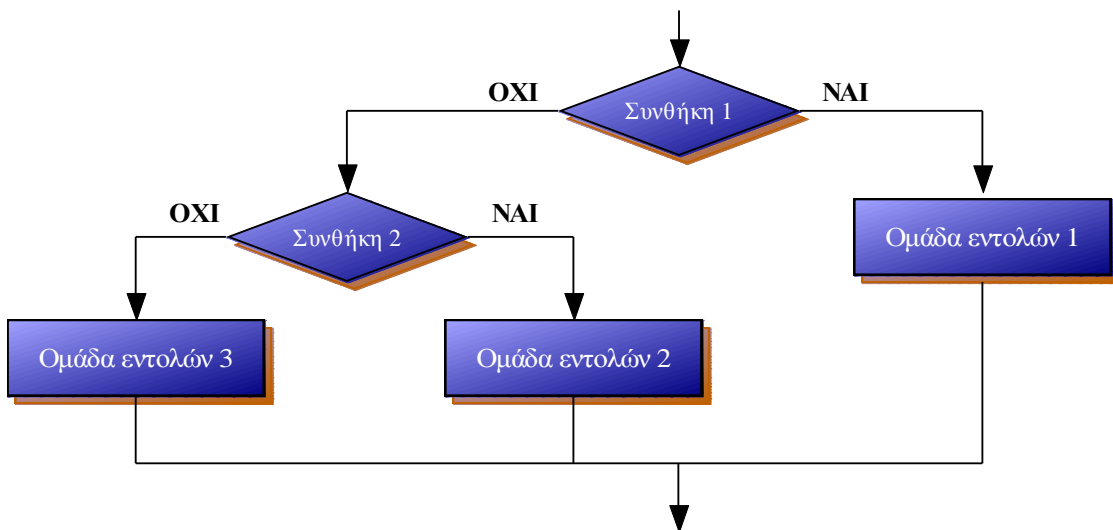 ΟΧΙ
ΝΑΙ
Συνθήκη 1
ΟΧΙ
ΝΑΙ
Συνθήκη 2
Ομάδα εντολών 1
Ομάδα εντολών 3
Ομάδα εντολών 2